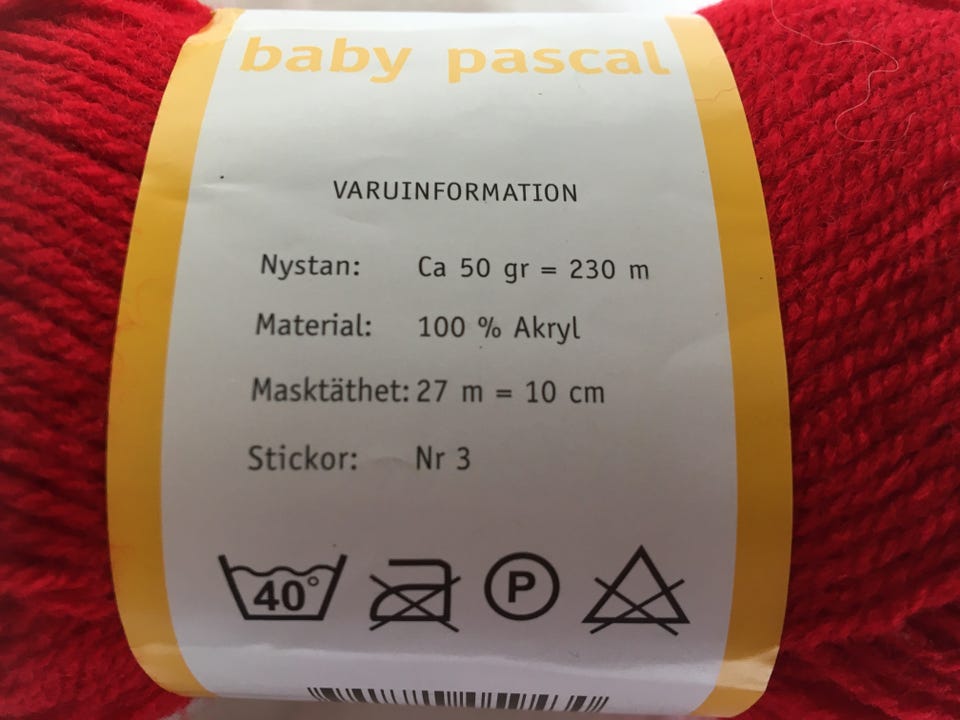 baby pascal
VARUINFORMATION
Nystan: Ca 50 gr = 230 m
Material: 100 % Akryl
Masktäthet: 27 m = 10 cm
Stickor: Nr 3
40° P